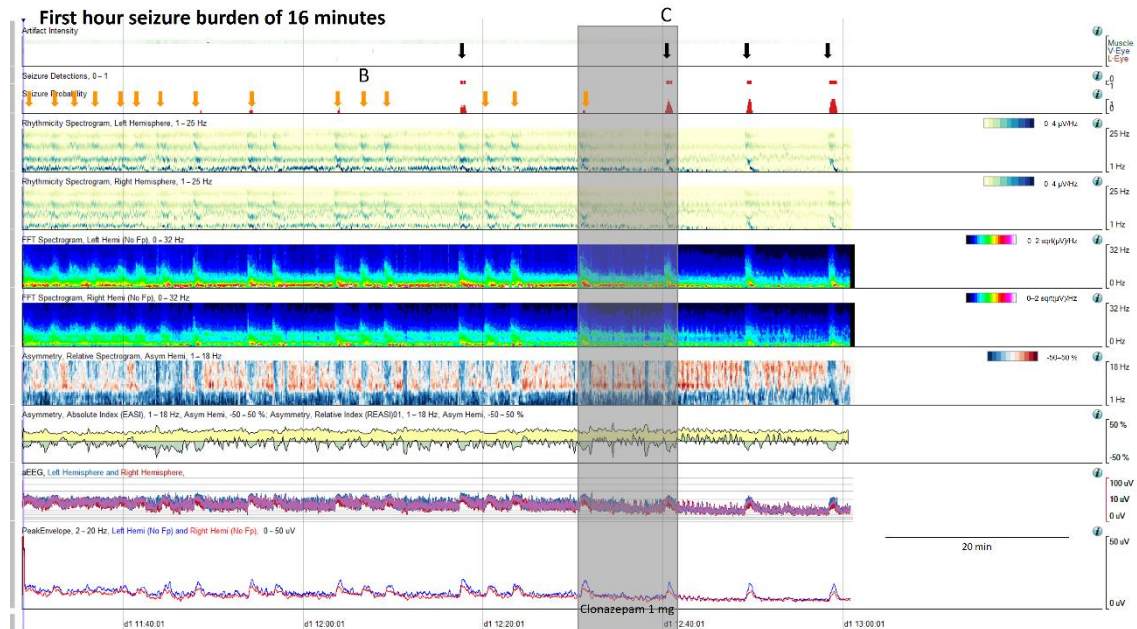 First hour seizure burden of 16 minutes
C
Artifact Intensity
Muscle
V-Eye
L-Eye
Seizure Detections, 0 - 1
B
Seizure Probability
1
0
Rhythmicity Spectrogram, Left Hemisphere, 1 - 25 Hz
0 4 µV/Hz
25 Hz
1 Hz
Rhythmicity Spectrogram, Right Hemisphere, 1 - 25 Hz
0 4 µV/Hz
25 Hz
1 Hz
FFT Spectrogram, Left Hemi (No Fp), 0 - 32 Hz
0 2 sqrt(µV)/Hz
32 Hz
0 Hz
FFT Spectrogram, Right Hemi (No Fp), 0 - 32 Hz
0-2 sqrt(µV)/Hz
32 Hz
0 Hz
Asymmetry, Relative Spectrogram, Asym Hemi, 1 - 18 Hz
-50-50 %
18 Hz
1 Hz
Asymmetry, Absolute Index (EASI), 1 - 18 Hz, Asym Hemi, -50 - 50 %; Asymmetry, Relative Index (REASI)01, 1 - 18 Hz, Asym Hemi, -50 - 50 %
50 %
-50 %
aEEG, Left Hemisphere and Right Hemisphere,
100 uV
10 uV
0 uV
PeakEnvelope, 2 - 20 Hz, Left Hemi (No Fp) and Right Hemi (No Fp), 0 - 50 uV
50 uV
20 min
0 uV
Clonazepam 1 mg
d1 11:40:01 d1 12:00:01 d1 12:20:01 d1 12:40:01 d1 13:00:01